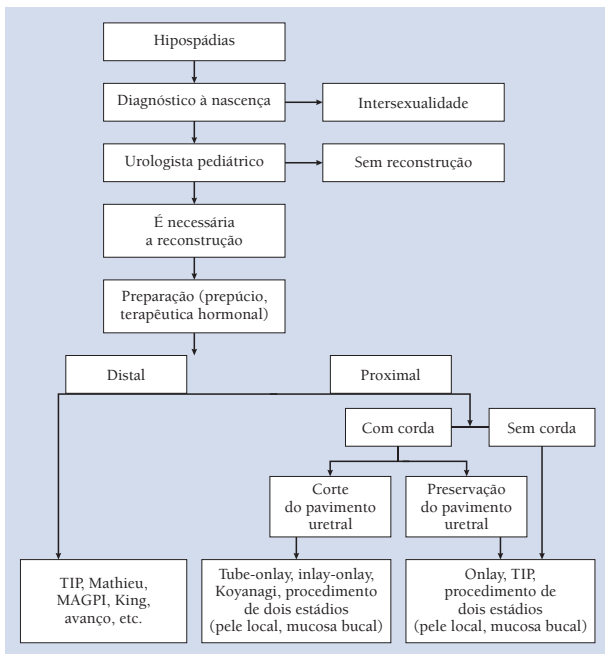 Hipospádias
Diagnóstico à nascença
Intersexualidade
Urologista pediátrico
Sem reconstrução
É necessária
a reconstrução
Preparação (prepúcio,
terapêutica hormonal)
Distal
Proximal
Com corda
Sem corda
Corte
do pavimento
uretral
Preservação
do pavimento
uretral
TIP, Mathieu,
MAGPI, King,
avanço, etc.
Tube-onlay, inlay-onlay,
Koyanagi, procedimento
de dois estádios
(pele local, mucosa bucal)
Onlay, TIP,
procedimento de
dois estádios
(pele local, mucosa bucal)